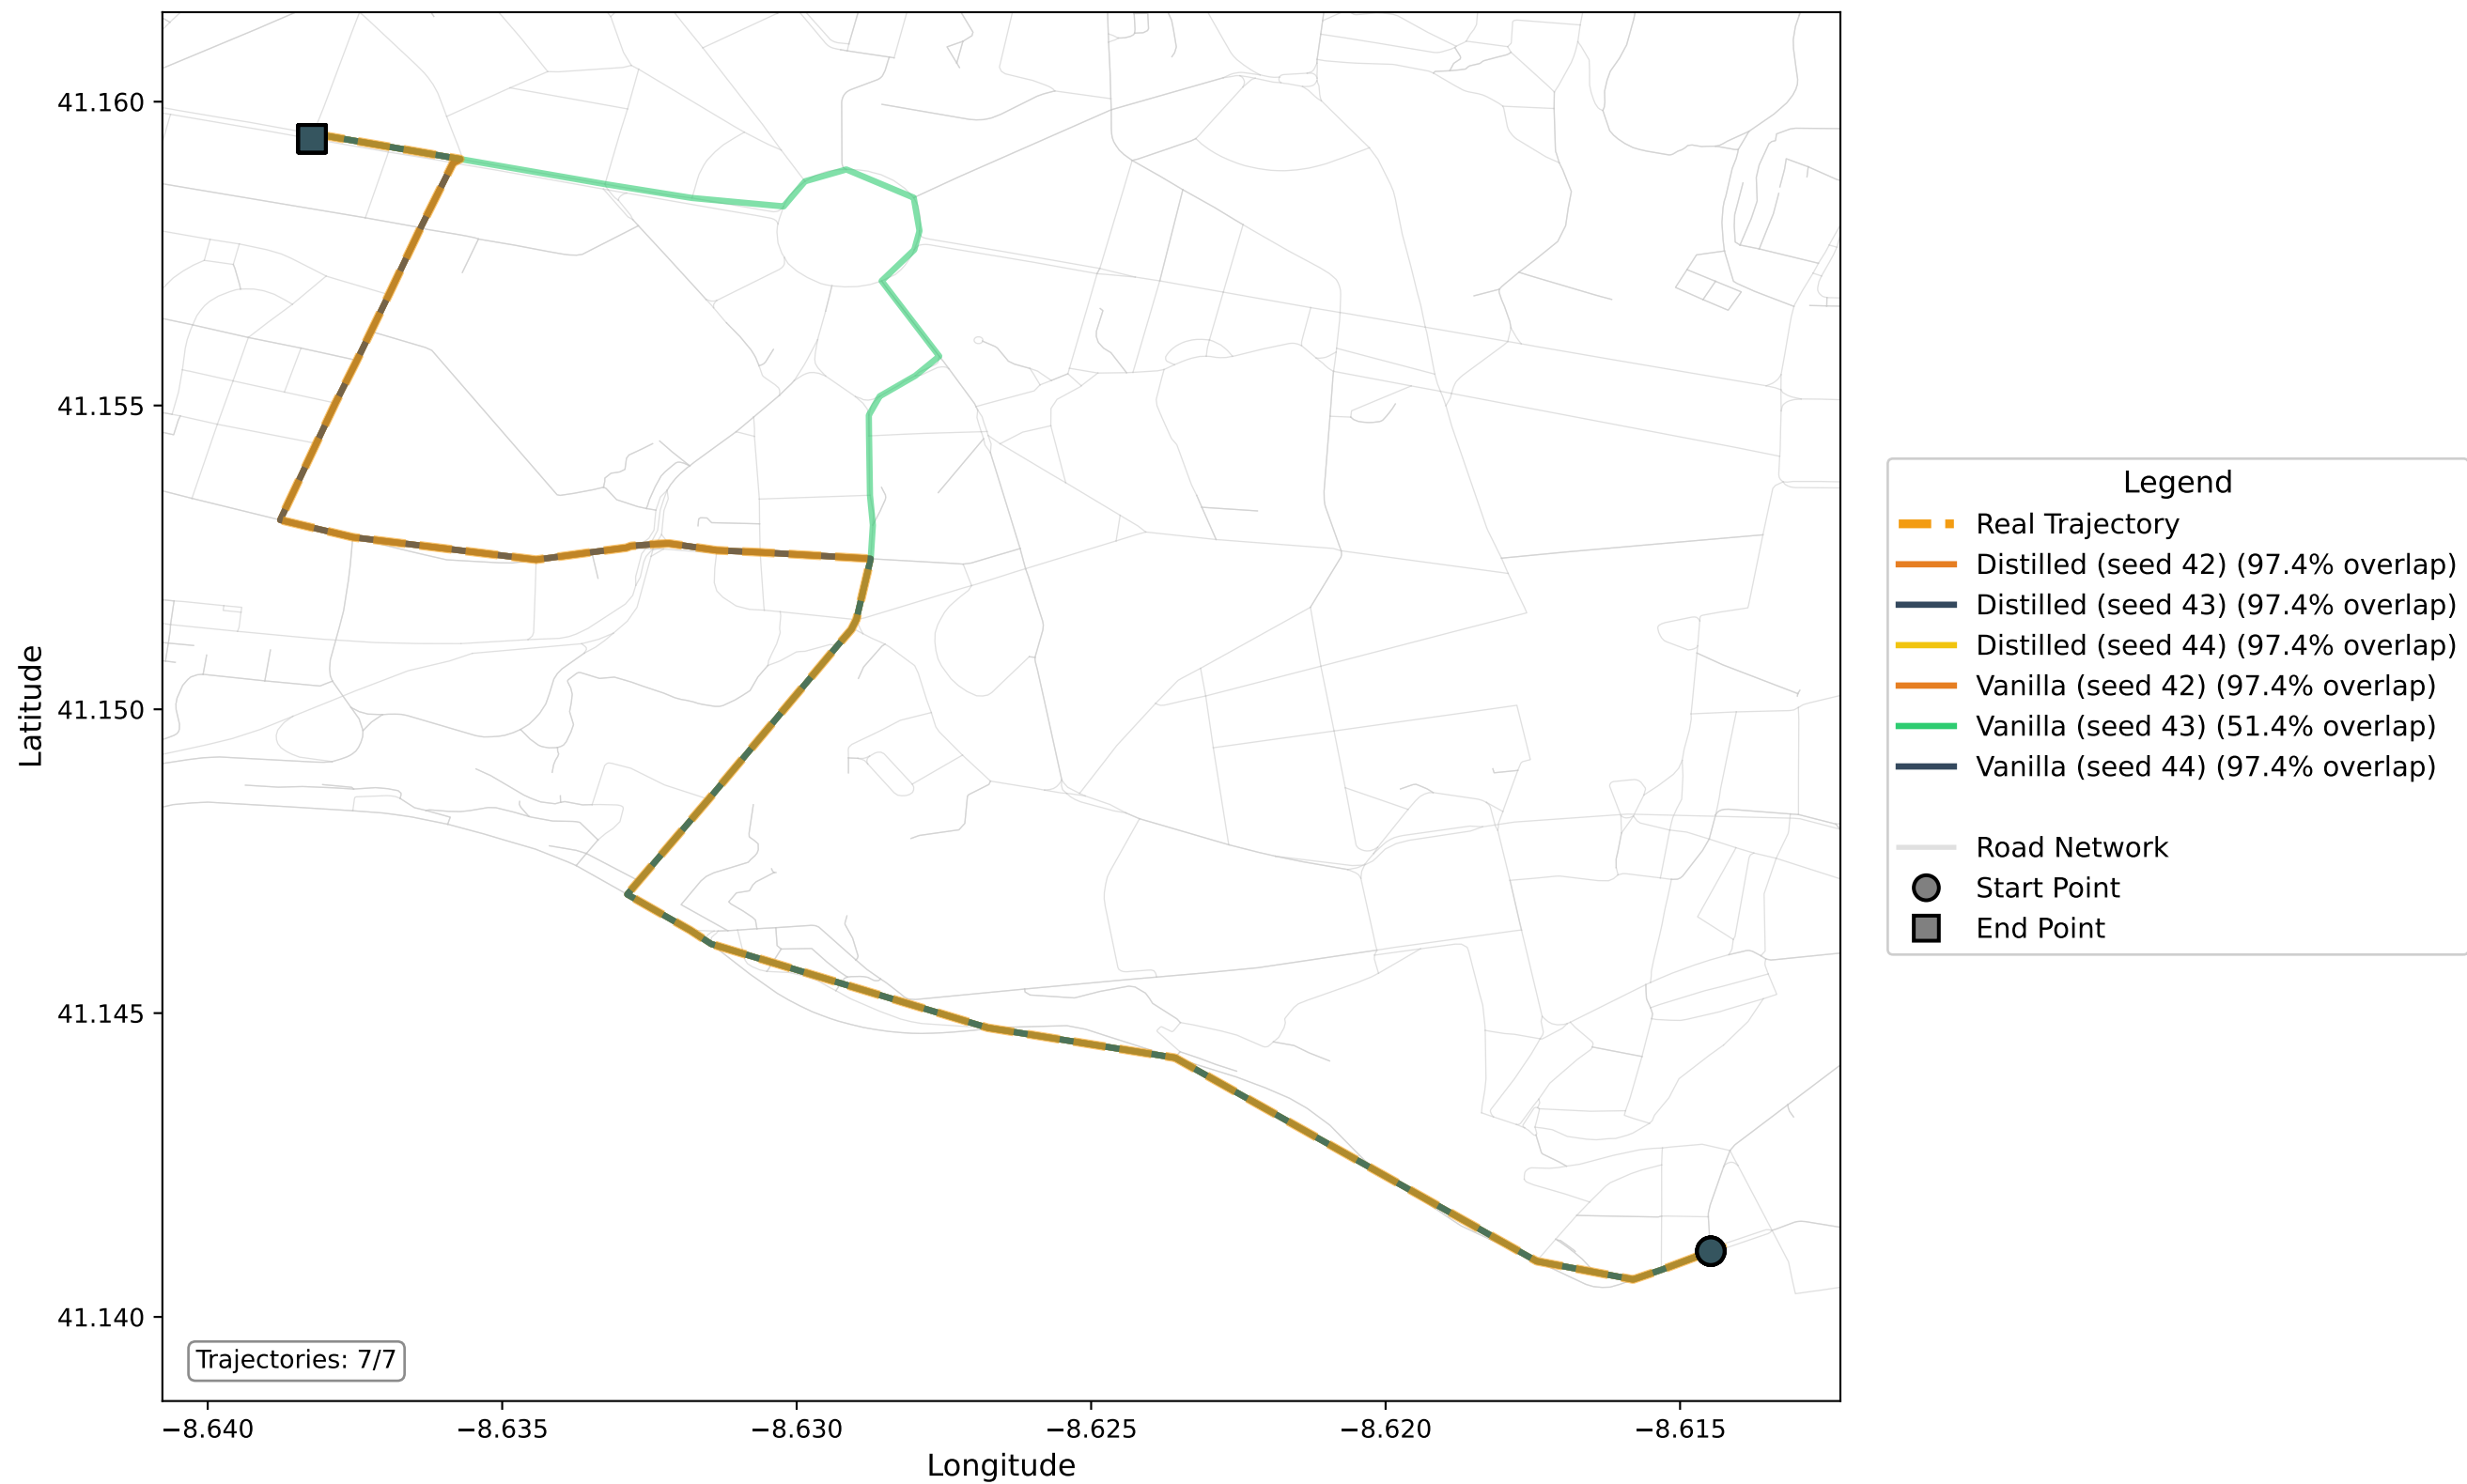 41.160
41.155
41.150
41.145
41.140
Latitude
−8.640
−8.635
−8.630
−8.625
−8.620
−8.615
Longitude
Trajectories: 7/7
Legend
Real Trajectory
Distilled (seed 42) (97.4% overlap)
Distilled (seed 43) (97.4% overlap)
Distilled (seed 44) (97.4% overlap)
Vanilla (seed 42) (97.4% overlap)
Vanilla (seed 43) (51.4% overlap)
Vanilla (seed 44) (97.4% overlap)
Road Network
Start Point
End Point